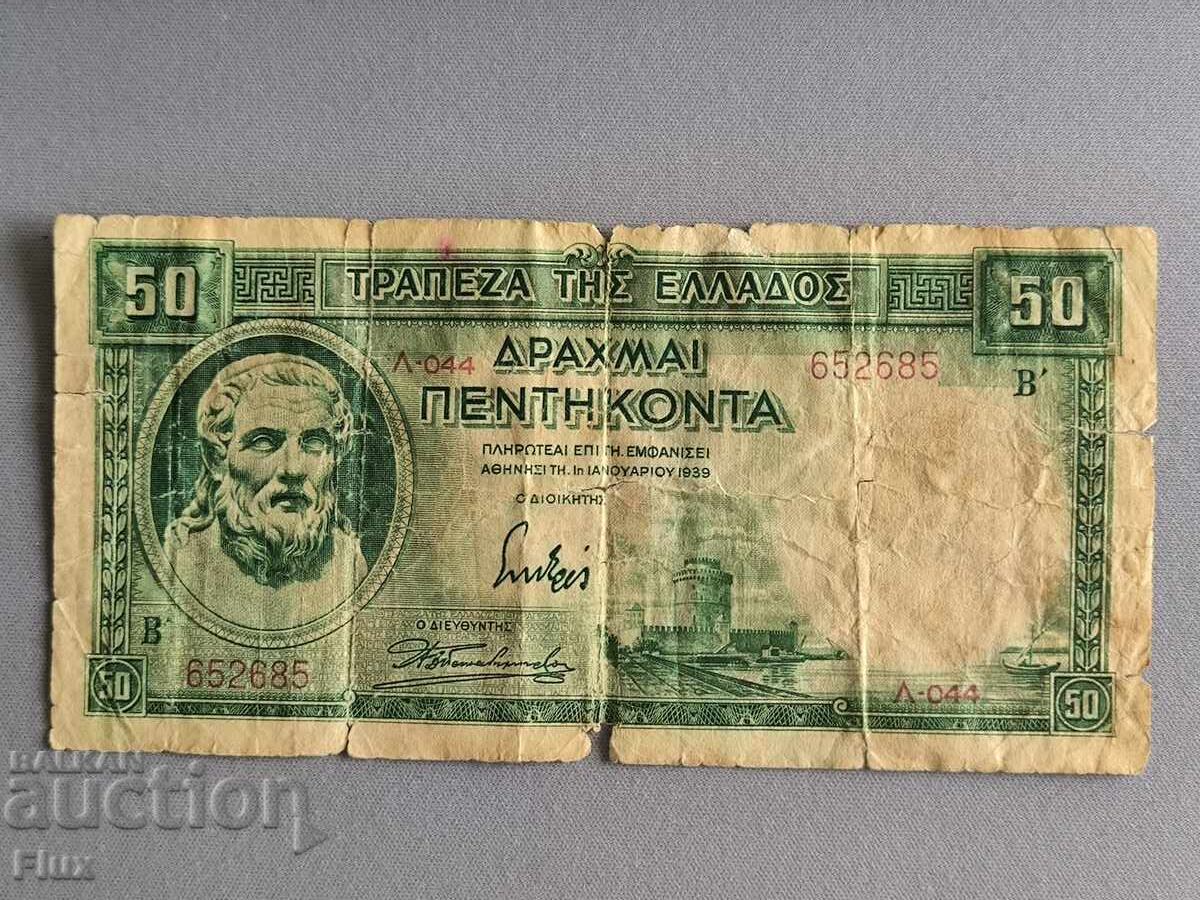 50 ΤΡΑΠΕΖΑ ΤΗΣ ΕΛΛΑΔΟΣ 50
Λ-044 ΔΡΑΧΜΑΙ 652685
ΠΕΝΤΗΚΟΝΤΑ Β΄
ΠΛΗΡΩΤΕΑΙ ΕΠΙ ΤΗ. ΕΜΦΑΝΙΣΕΙ
ΑΘΗΝΗΣΙ ΤΗ. 1η ΙΑΝΟΥΑΡΙΟΥ 1939
Ο ΔΙΟΙΚΗΤΗΣ
Β΄ Ο ΔΙΕΥΘΥΝΤΗΣ
652685 Λ-044
50 50
BALKAN
auction
Flux